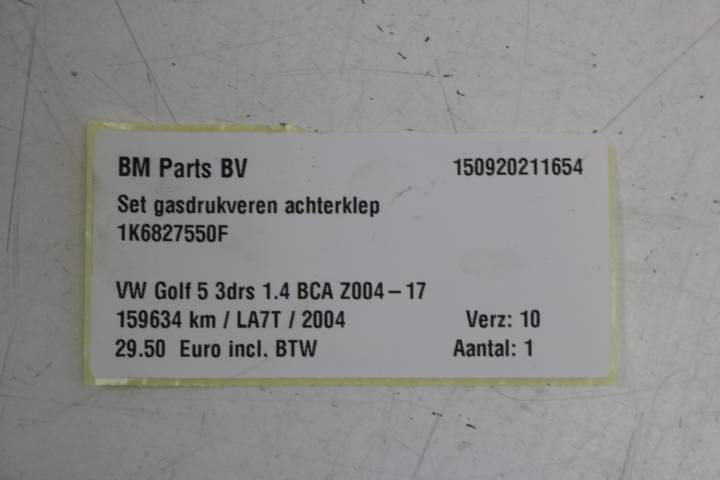 BM Parts BV 150920211654
Set gasdrukveren achterklep
1K6827550F
VW Golf 5 3drs 1.4 BCA Z004-17
159634 km / LA7T / 2004 Verz: 10
29.50 Euro incl. BTW Aantal: 1